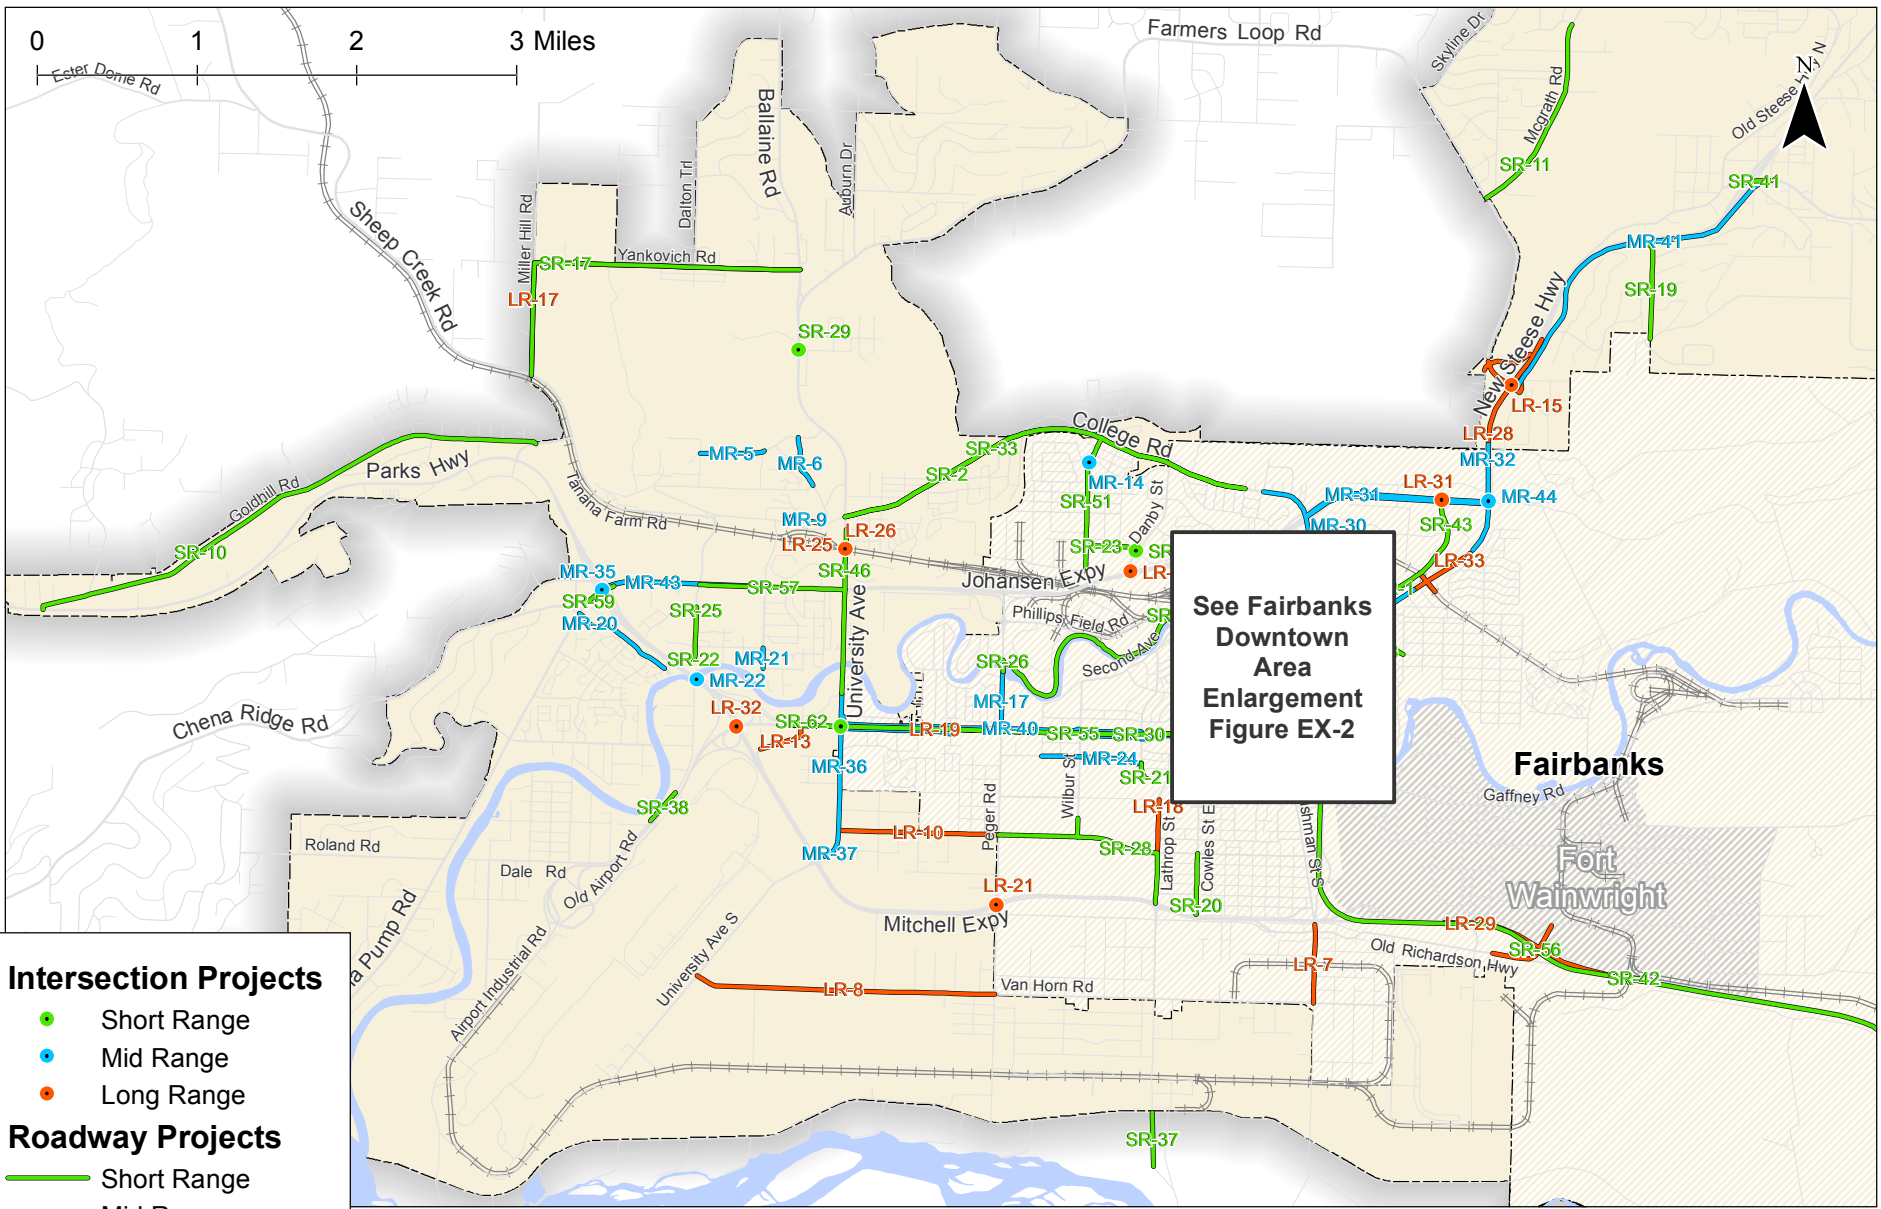 0 1 2 3 Miles
Ester Dome Rd
Farmers Loop Rd
Skyline Dr
Mcgrath Rd
Old Steese Hwy N
N
Ballaine Rd
Dalton Trl
Auburn Dr
Miller Hill Rd
Sheep Creek Rd
Yankovich Rd
SR-11
SR-41
MR-41
SR-19
SR-17
LR-17
SR-29
New Steese Hwy
LR-15
LR-28
MR-32
College Rd
SR-33
SR-2
MR-5
MR-6
MR-14
SR-51
Danby St
MR-31
LR-31
MR-44
SR-43
MR-30
LR-33
Parks Hwy
Goldhill Rd
SR-10
Tanana Farm Rd
MR-9
LR-26
LR-25
SR-46
SR-23
SR
LR-
Johansen Expy
Phillips Field Rd
SR
Second Ave
-1
MR-35
MR-43
SR-57
SR-59
MR-20
SR-25
SR-22
MR-21
MR-22
University Ave
SR-26
MR-17
See Fairbanks
Downtown
Area
Enlargement
Figure EX-2
LR-32
SR-62
LR-13
LR-19
MR-40
SR-55
SR-30
MR-24
SR-21
MR-36
Chena Ridge Rd
Fairbanks
Gaffney Rd
SR-38
Wilbur St
Peger Rd
LR-18
LR-10
MR-37
SR-28
Lathrop St
Cowles St E
shman St S
Roland Rd
Dale Rd
Old Airport Rd
Fort
Wainwright
LR-21
SR-20
Mitchell Expy
LR-29
SR-56
SR-42
Old Richardson Hwy
LR-7
a Pump Rd
Airport Industrial Rd
University Ave S
LR-8
Van Horn Rd
SR-37
Intersection Projects
Short Range
Mid Range
Long Range
Roadway Projects
Short Range